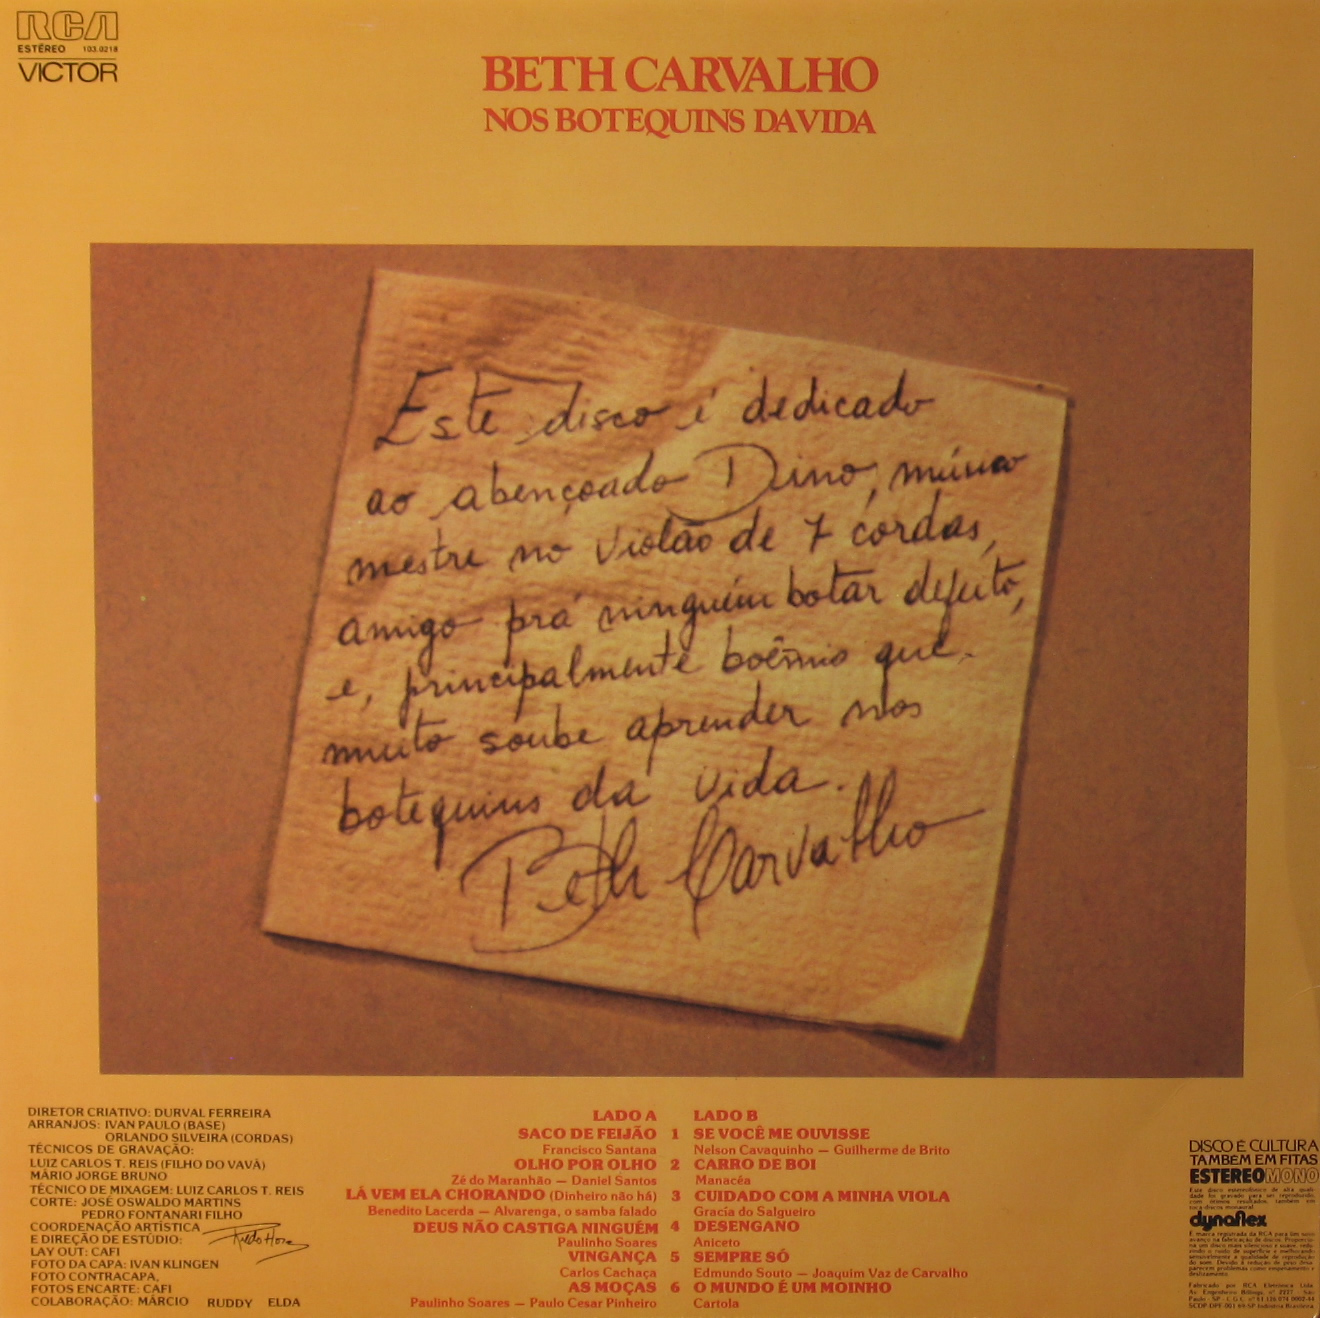 RCA
ESTÉREO 103.0218
VICTOR
BETH CARVALHO
NOS BOTEQUINS DA VIDA
Este disco é dedicado
ao abençoado Dino, músico
mestre no violão de 7 cordas,
amigo prá ninguém botar defeito,
e, principalmente boêmio que
muito soube aprender nos
botequins da vida.
Beth Carvalho
DIRETOR CRIATIVO: DURVAL FERREIRA
ARRANJOS: IVAN PAULO (BASE)
ORLANDO SILVEIRA (CORDAS)
TÉCNICOS DE GRAVAÇÃO:
LUIZ CARLOS T. REIS (FILHO DO VAVÁ)
MÁRIO JORGE BRUNO
TÉCNICO DE MIXAGEM: LUIZ CARLOS T. REIS
CORTE: JOSÉ OSWALDO MARTINS
PEDRO FONTANARI FILHO
COORDENAÇÃO ARTÍSTICA
E DIREÇÃO DE ESTÚDIO: Rildo Hora
LAY OUT: CAFI
FOTO DA CAPA: IVAN KLINGEN
FOTO CONTRACAPA,
FOTOS ENCARTE: CAFI
COLABORAÇÃO: MÁRCIO RUDDY ELDA
LADO A
SACO DE FEIJÃO 1
Francisco Santana
OLHO POR OLHO 2
Zé do Maranhão — Daniel Santos
LÁ VEM ELA CHORANDO (Dinheiro não há) 3
Benedito Lacerda — Alvarenga, o samba falado
DEUS NÃO CASTIGA NINGUÉM 4
Paulinho Soares
VINGANÇA 5
Carlos Cachaça
AS MOÇAS 6
Paulinho Soares — Paulo Cesar Pinheiro
LADO B
SE VOCÊ ME OUVISSE
Nelson Cavaquinho — Guilherme de Brito
CARRO DE BOI
Manacéa
CUIDADO COM A MINHA VIOLA
Gracia do Salgueiro
DESENGANO
Aniceto
SEMPRE SÓ
Edmundo Souto — Joaquim Vaz de Carvalho
O MUNDO É UM MOINHO
Cartola
DISCO É CULTURA
TAMBÉM EM FITAS
ESTEREO MONO
dynaflex